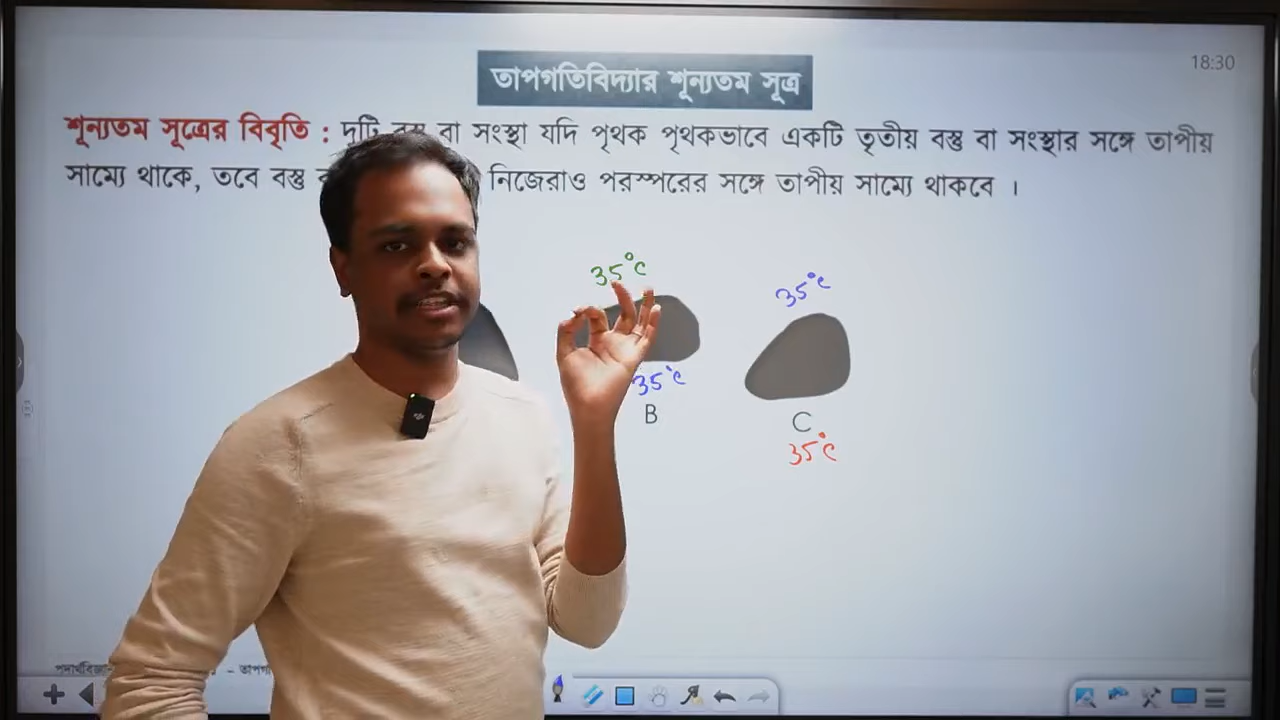 18:30
তাপগতিবিদ্যার শূন্যতম সূত্র
শূন্যতম সূত্রের বিবৃতি : দুটি বস্তু বা সংস্থা যদি পৃথক পৃথকভাবে একটি তৃতীয় বস্তু বা সংস্থার সঙ্গে তাপীয়
সাম্যে থাকে, তবে বস্তু নিজেরাও পরস্পরের সঙ্গে তাপীয় সাম্যে থাকবে ।
35°C 35°C
35°C
B C
35°C